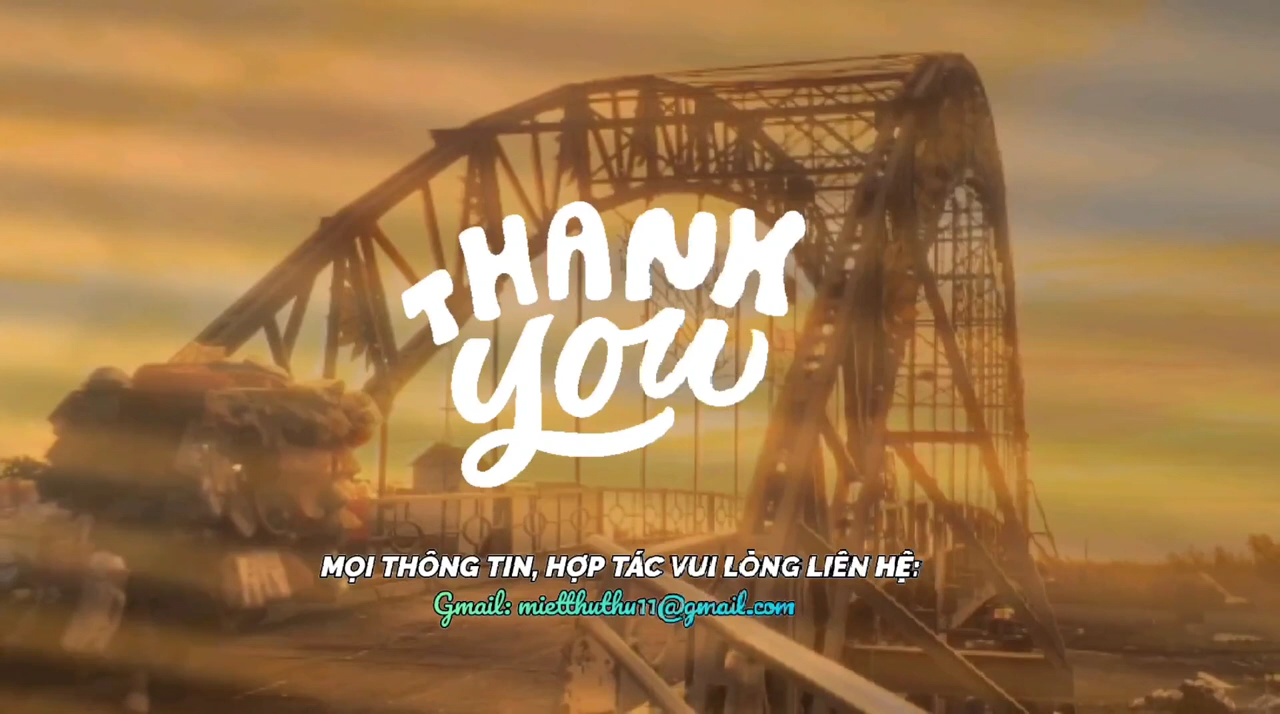 THANK
you
MỌI THÔNG TIN, HỢP TÁC VUI LÒNG LIÊN HỆ:
Gmail: mietthuthu11@gmail.com